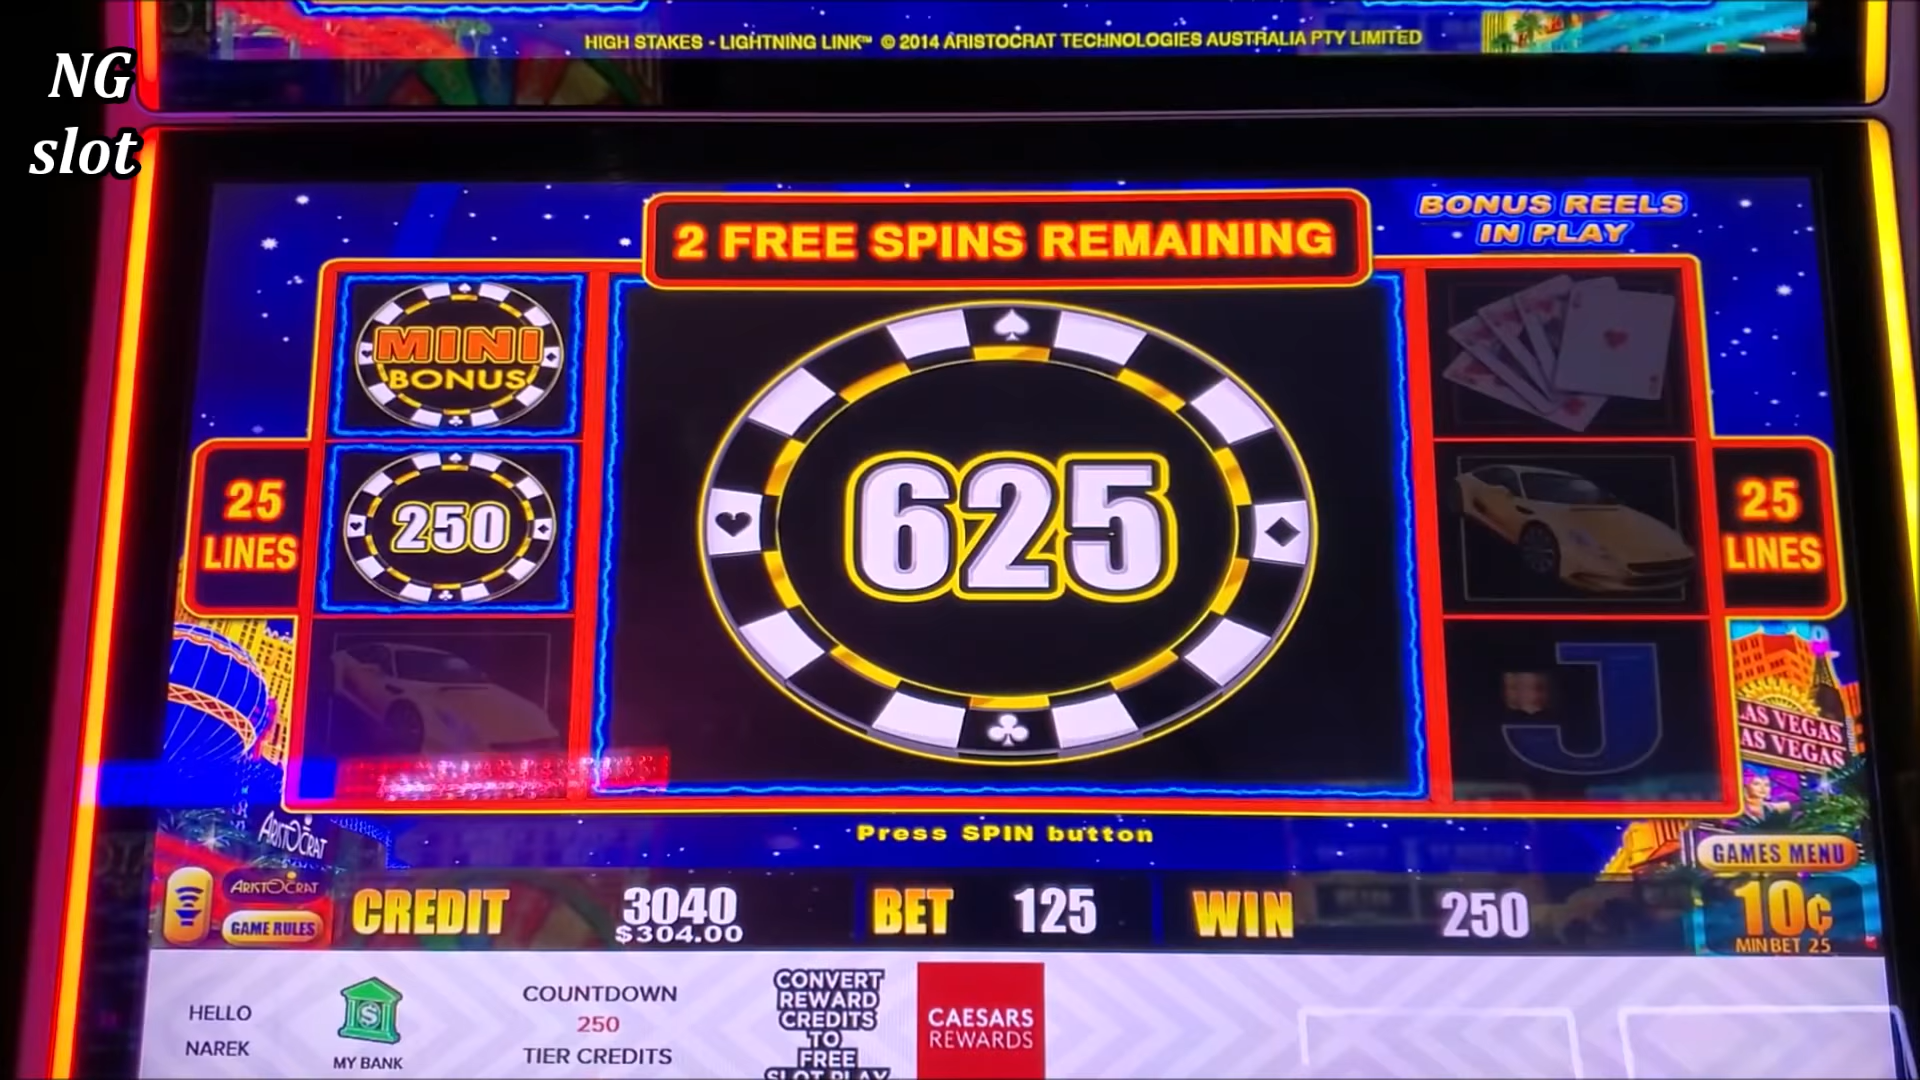 HIGH STAKES - LIGHTNING LINK™ © 2014 ARISTOCRAT TECHNOLOGIES AUSTRALIA PTY LIMITED
NG
slot
2 FREE SPINS REMAINING
BONUS REELS
IN PLAY
MINI
BONUS
250
625
25
LINES
25
LINES
J
LAS VEGAS
LAS VEGAS
Press SPIN button
ARISTOCRAT
GAMES MENU
ARISTOCRAT
GAME RULES
CREDIT
3040
$304.00
BET
125
WIN
250
10¢
MIN BET 25
HELLO
NAREK
MY BANK
COUNTDOWN
250
TIER CREDITS
CONVERT
REWARD
CREDITS
TO
FREE
SLOT PLAY
CAESARS
REWARDS